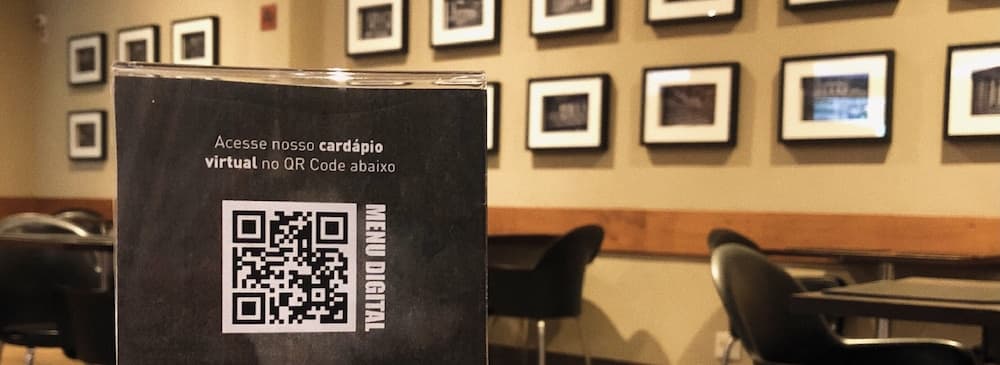 Acesse nosso cardápio
virtual no QR Code abaixo
MENU DIGITAL